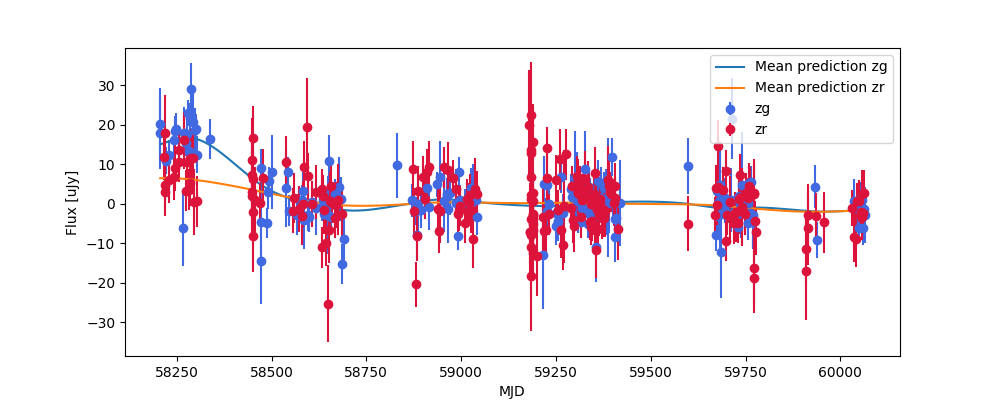 Mean prediction zg
Mean prediction zr
zg
zr
Flux [uJy]
30
20
10
0
−10
−20
−30
58250
58500
58750
59000
59250
59500
59750
60000
MJD